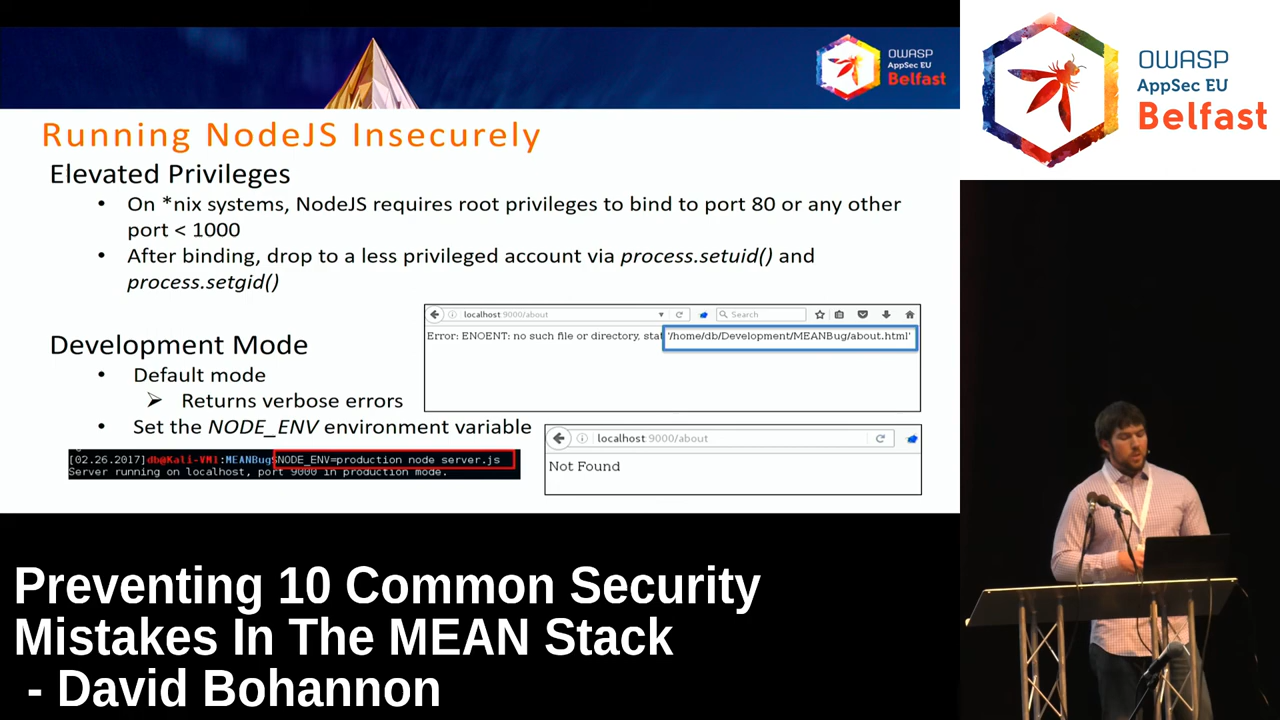 OWASP
AppSec EU
Belfast
OWASP
AppSec EU
Belfast
Running NodeJS Insecurely
Elevated Privileges
• On *nix systems, NodeJS requires root privileges to bind to port 80 or any other
port < 1000
• After binding, drop to a less privileged account via process.setuid() and
process.setgid()
localhost 9000/about
Search
Error: ENOENT: no such file or directory, stat '/home/db/Development/MEANBug/about.html'
Development Mode
• Default mode
➢ Returns verbose errors
• Set the NODE_ENV environment variable
[02.26.2017]db@Kali-VM1:MEANBug$NODE_ENV=production node server.js
Server running on localhost, port 9000 in production mode.
localhost 9000/about
Not Found
Preventing 10 Common Security
Mistakes In The MEAN Stack
- David Bohannon